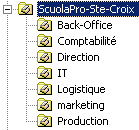 ScuolaPro-Ste-Croix
Back-Office
Comptabilité
Direction
IT
Logistique
marketing
Production